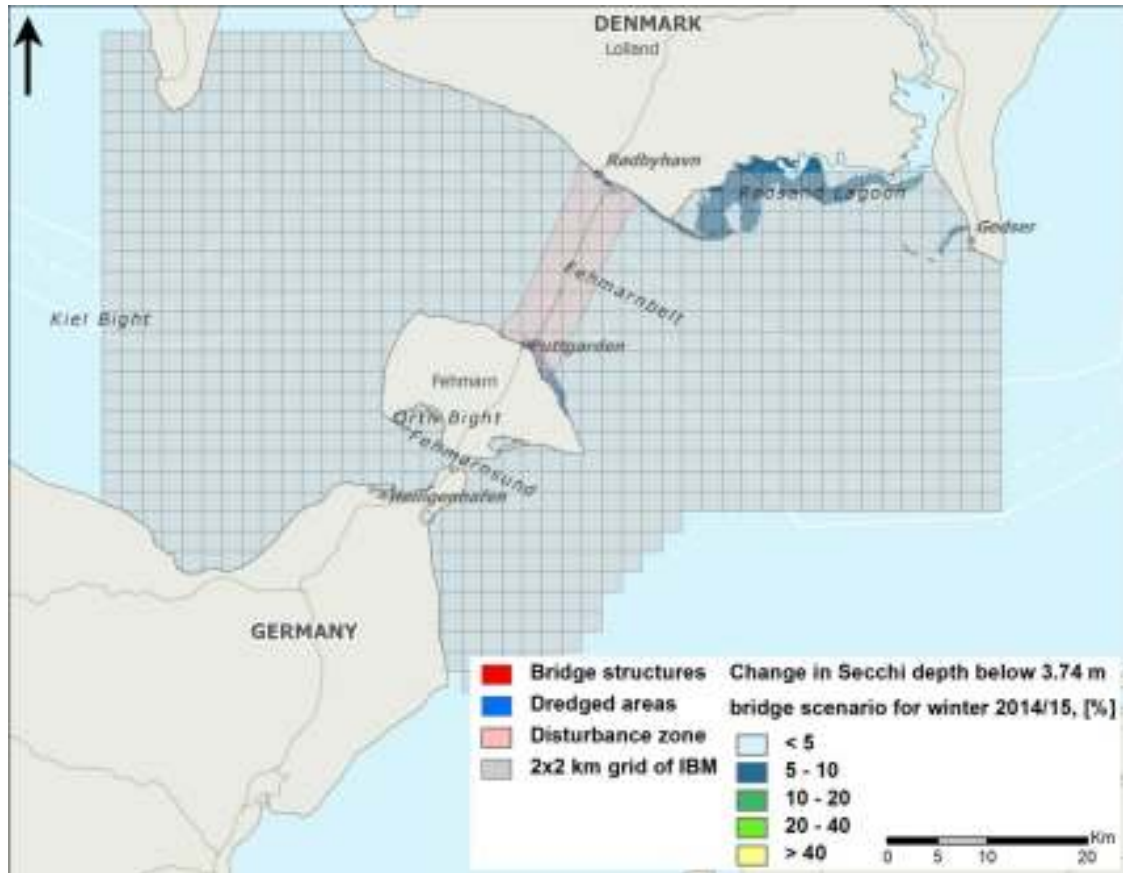 DENMARK
Lolland
Rødbyhavn
Rødsand Lagoon
Gedser
Fehmarnbelt
Kiel Bight
Puttgarden
Fehmarn
Orth Bight
Fehmarnsund
Heiligenhafen
GERMANY
Bridge structures
Dredged areas
Disturbance zone
2x2 km grid of IBM
Change in Secchi depth below 3.74 m
bridge scenario for winter 2014/15, [%]
< 5
5 - 10
10 - 20
20 - 40
> 40
Km
0 5 10 20